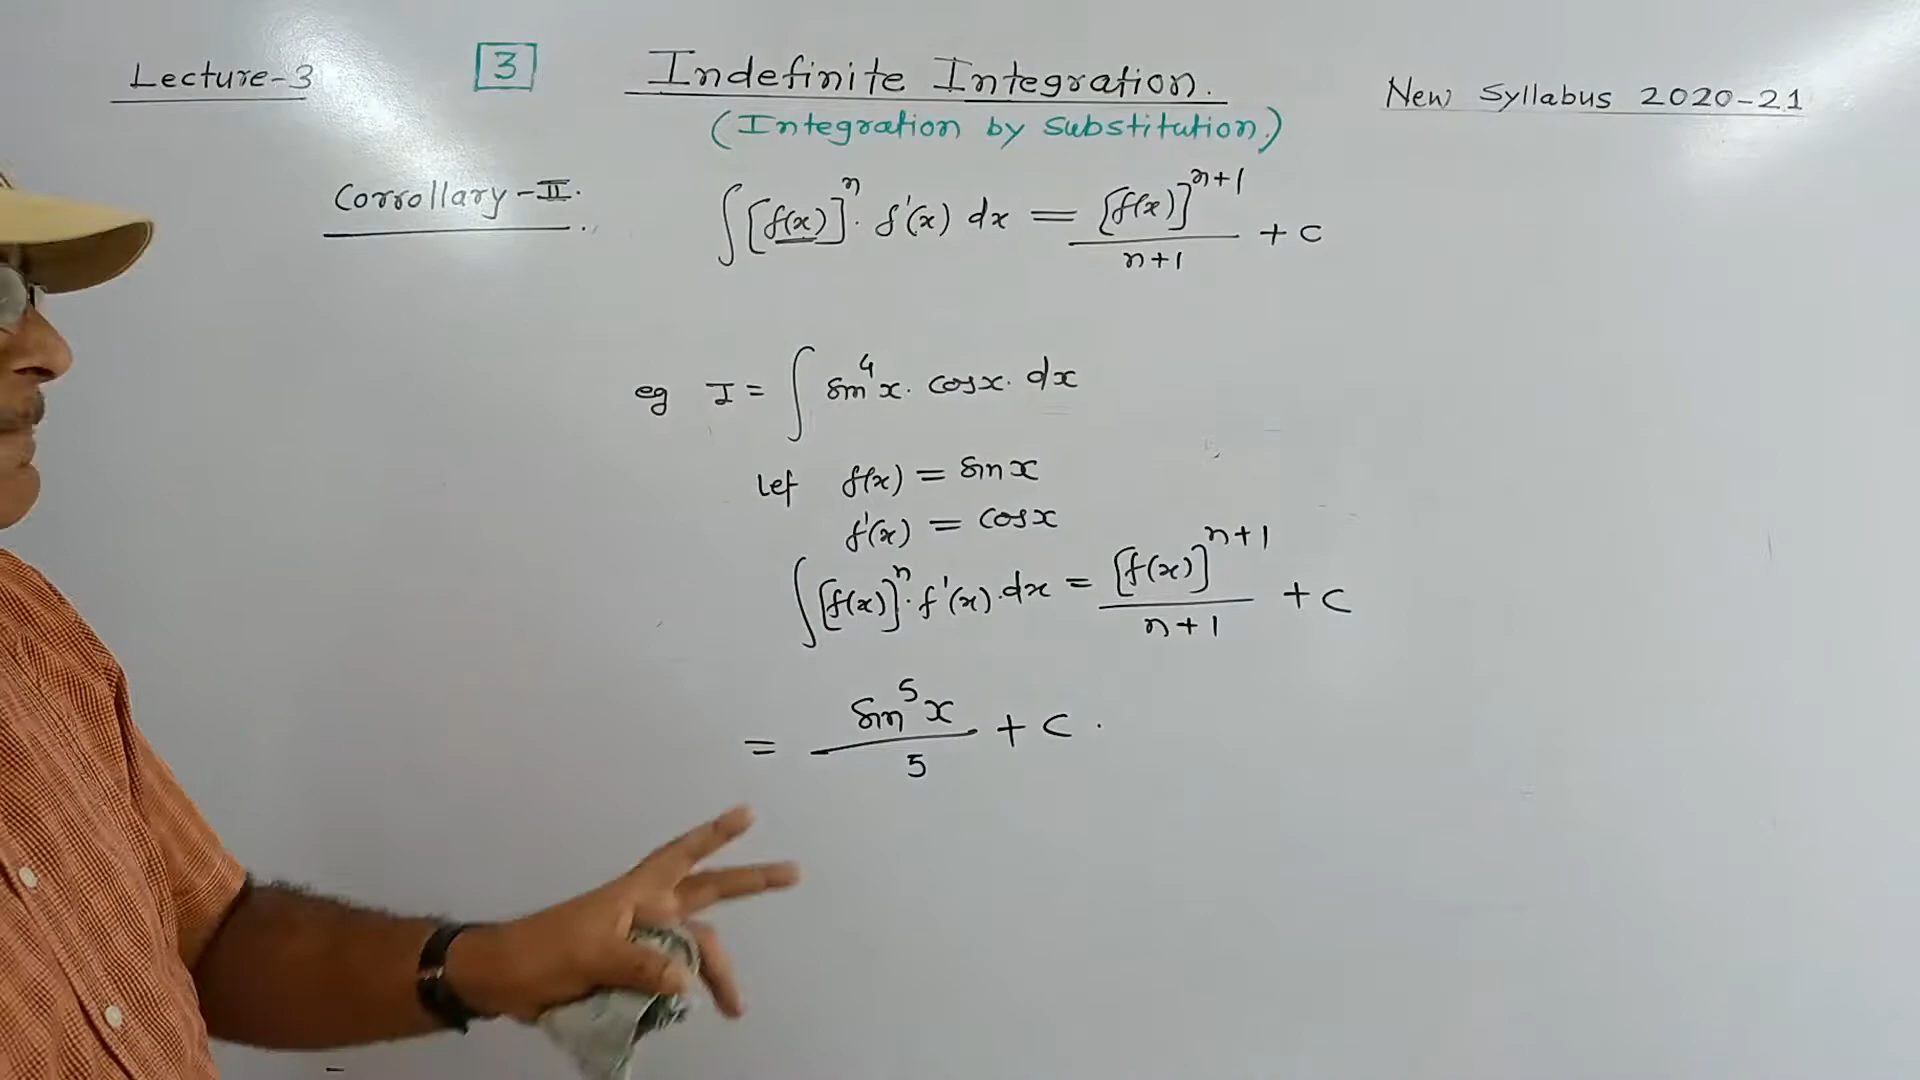 Lecture-3
3
Indefinite Integration.
New Syllabus 2020-21
(Integration by Substitution.)
Corrollary-II.
∫[f(x)]ⁿ. f'(x) dx = [f(x)]ⁿ⁺¹/n+1 + c
eg I = ∫ sin⁴x. cosx. dx
Let f(x) = sinx
f'(x) = cosx
∫[f(x)]ⁿ. f'(x).dx = [f(x)]ⁿ⁺¹/n+1 + c
= sin⁵x/5 + c.